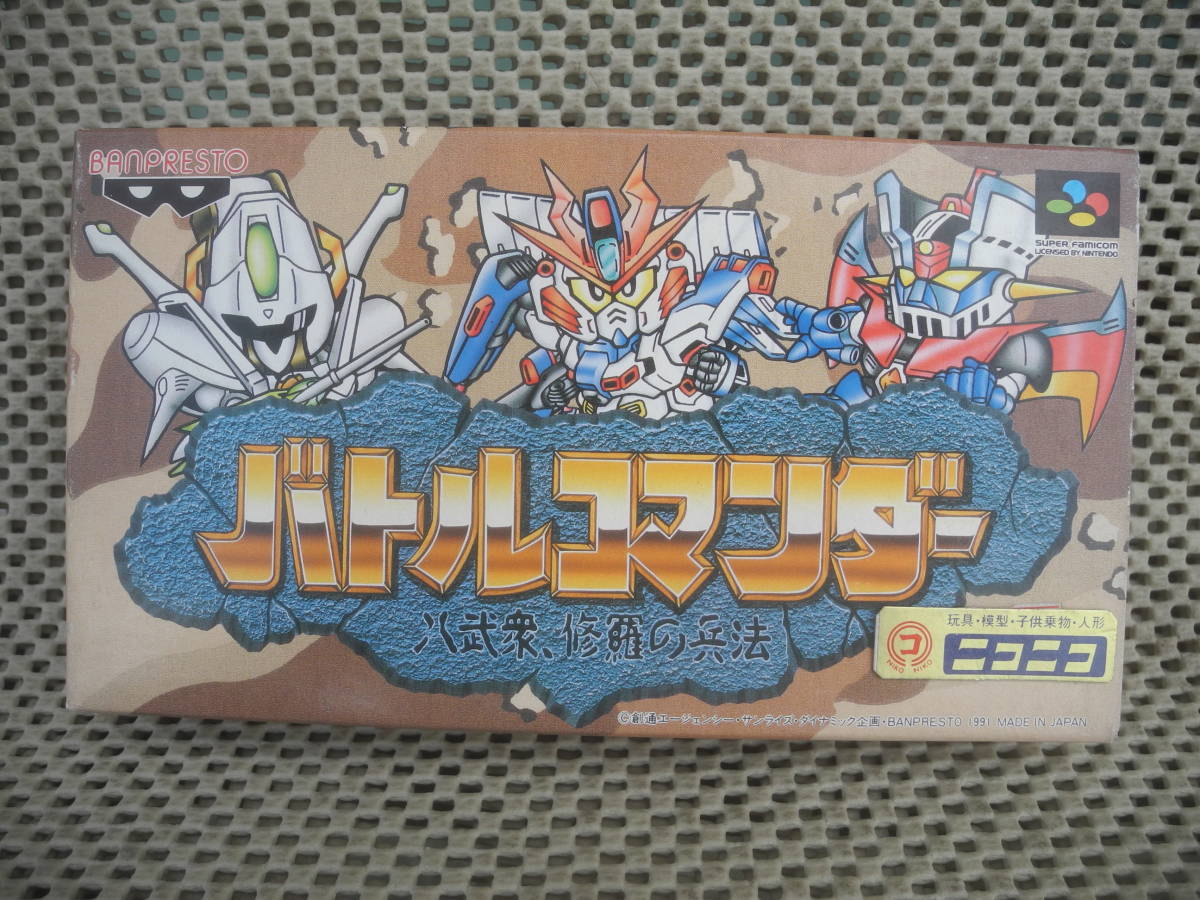 BANPRESTO
SUPER FAMICOM
LICENSED BY NINTENDO
バトルコマンダー
八武衆、修羅の兵法
玩具・模型・子供乗物・人形
コ
NIKO NIKO
ニコニコ
©創通エージェンシー・サンライズ・ダイナミック企画・BANPRESTO 1991 MADE IN JAPAN